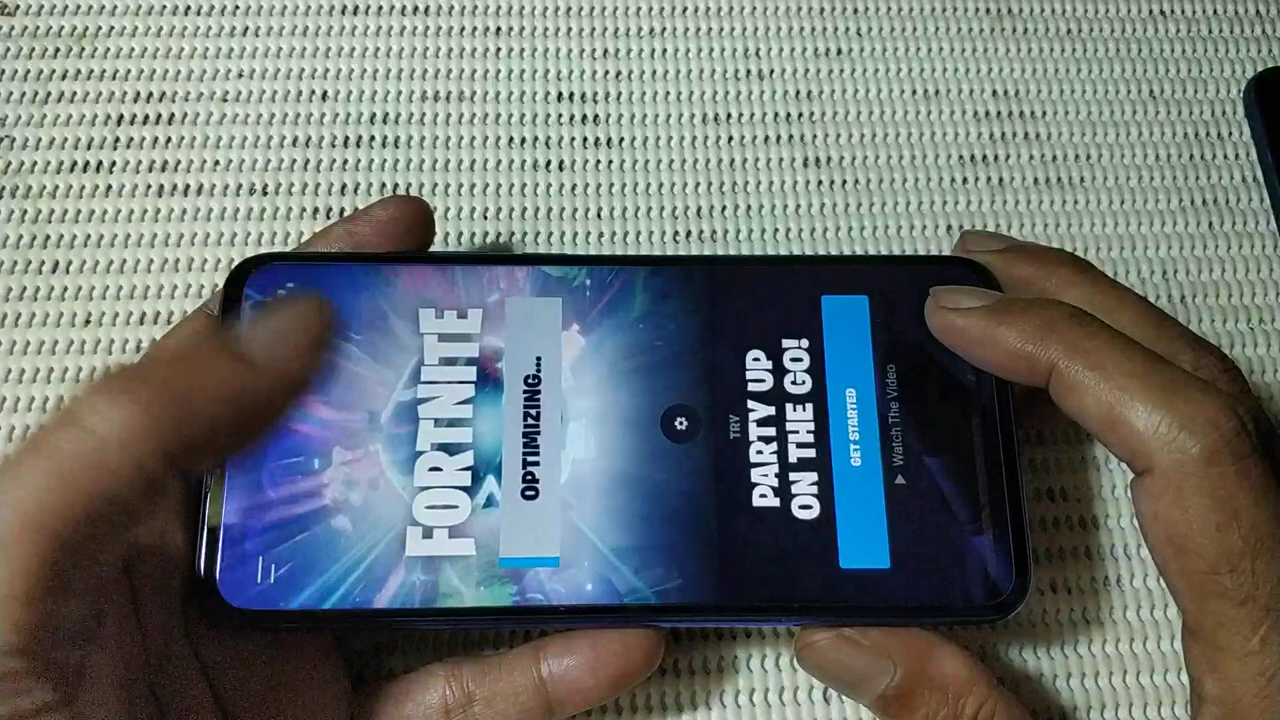 FORTNITE
OPTIMIZING...
TRY
PARTY UP
ON THE GO!
GET STARTED
Watch The Video